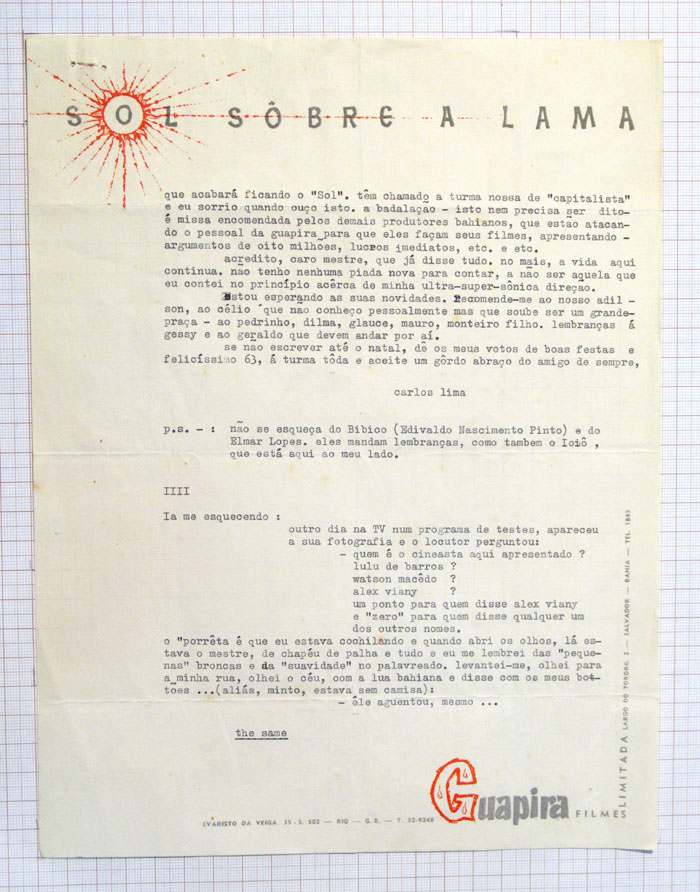 SOL SÔBRE A LAMA
que acabará ficando o "Sol". têm chamado a turma nossa de "capitalista"
e eu sorrio quando ouço isto. a badalação - isto nem precisa ser dito-
é missa encomendada pelos demais produtores bahianos, que estão atacan-
do o pessoal da guapira para que eles façam seus filmes, apresentando -
argumentos de oito milhões, lucros imediatos, etc. e etc.
acredito, caro mestre, que já disse tudo. no mais, a vida aqui
continua. não tenho nenhuma piada nova para contar, a não ser aquela que
eu contei no princípio acêrca de minha ultra-super-sônica direçao.
Estou esperando as suas novidades. Recomende-me ao nosso adil -
son, ao célio que não conheço pessoalmente mas que soube ser um grande-
praça - ao pedrinho, dilma, glauce, mauro, monteiro filho. lembranças á
gessy e ao geraldo que devem andar por aí.
se nao escrever até o natal, dê os meus votos de boas festas e
felicíssimo 63, á turma tôda e aceite um gôrdo abraço do amigo de sempre,
carlos lima
p.s. - : não se esqueça do Bibico (Edivaldo Nascimento Pinto) e do
Elmar Lopes. eles mandam lembranças, como tambem o Ioiô ,
que está aqui ao meu lado.
IIII
Ia me esquecendo :
outro dia na TV num programa de testes, apareceu
a sua fotografia e o locutor perguntou:
- quem é o cineasta aqui apresentado ?
lulu de barros ?
watson macêdo ?
alex viany ?
um ponto para quem disse alex viany
e "zero" para quem disse qualquer um
dos outros nomes.
o "porrêta é que eu estava cochilando e quando abri os olhos, lá es-
tava o mestre, de chapéu de palha e tudo e eu me lembrei das "peque-
nas" broncas e da "suavidade" no palavreado. levantei-me, olhei para
a minha rua, olhei o céu, com a lua bahiana e disse com os meus bo-
tões ...(aliás, minto, estava sem camisa):
- êle aguentou, mesmo ...
the same
Guapira FILMES LIMITADA LARGO DO TORORÓ, 2 — SALVADOR — BAHIA — TEL. 1843
EVARISTO DA VEIGA, 35 - S. 502 — RIO — G. B. — T. 52-9348